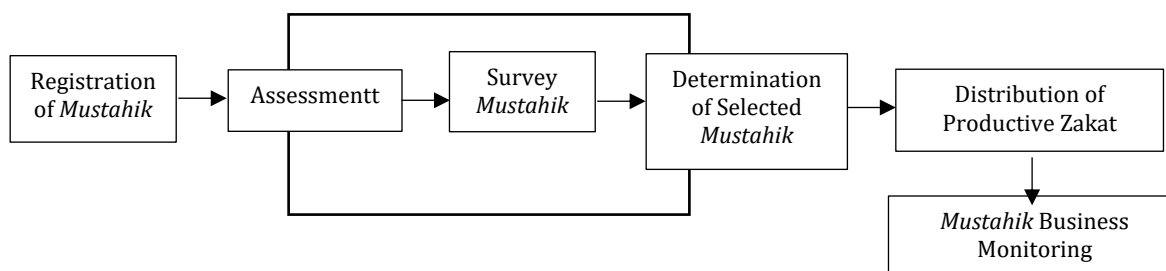 Registration
of Mustahik
Assessmentt
Survey
Mustahik
Determination
of Selected
Mustahik
Distribution of
Productive Zakat
Mustahik Business
Monitoring